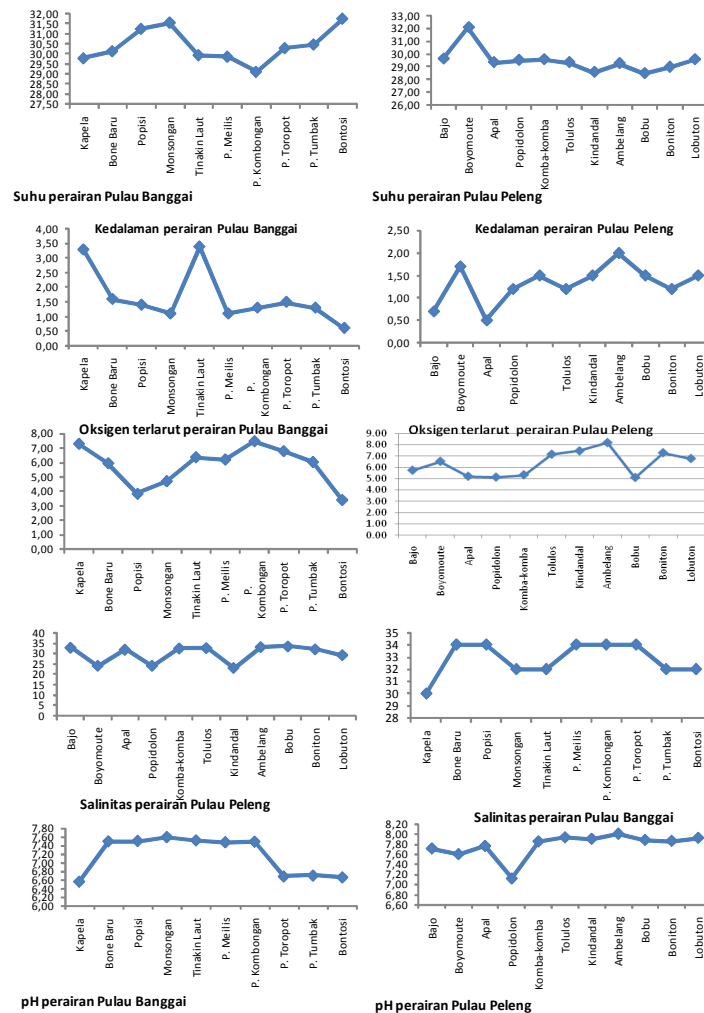 32,00
31,50
31,00
30,50
30,00
29,50
29,00
28,50
28,00
27,50
Kapela
Bone Baru
Popisi
Monsongan
Tinakin Laut
P. Meilis
P. Kombongan
P. Toropot
P. Tumbak
Bontosi
Suhu perairan Pulau Banggai
33,00
32,00
31,00
30,00
29,00
28,00
27,00
26,00
Bajo
Boyomoute
Apal
Popidolon
Komba-komba
Tolulos
Kindandal
Ambelang
Bobu
Boniton
Lobuton
Suhu perairan Pulau Peleng
Kedalaman perairan Pulau Banggai
4,00
3,50
3,00
2,50
2,00
1,50
1,00
0,50
0,00
Kapela
Bone Baru
Popisi
Monsongan
Tinakin Laut
P. Meilis
P.
Kombongan
P. Toropot
P. Tumbak
Bontosi
Kedalaman perairan Pulau Peleng
2,50
2,00
1,50
1,00
0,50
0,00
Bajo
Boyomoute
Apal
Popidolon
Tolulos
Kindandal
Ambelang
Bobu
Boniton
Lobuton
Oksigen terlarut perairan Pulau Banggai
8,00
7,00
6,00
5,00
4,00
3,00
2,00
1,00
0,00
Kapela
Bone Baru
Popisi
Monsongan
Tinakin Laut
P. Meilis
P.
Kombongan
P. Toropot
P. Tumbak
Bontosi
Oksigen terlarut perairan Pulau Peleng
9.00
8.00
7.00
6.00
5.00
4.00
3.00
2.00
1.00
0.00
Bajo
Boyomoute
Apal
Popidolon
Komba-komba
Tolulos
Kindandal
Ambelang
Bobu
Boniton
Lobuton
40
35
30
25
20
15
10
5
0
Bajo
Boyomoute
Apal
Popidolon
Komba-komba
Tolulos
Kindandal
Ambelang
Bobu
Boniton
Lobuton
Salinitas perairan Pulau Peleng
35
34
33
32
31
30
29
28
Kapela
Bone Baru
Popisi
Monsongan
Tinakin Laut
P. Meilis
P. Kombongan
P. Toropot
P. Tumbak
Bontosi
Salinitas perairan Pulau Banggai
7,80
7,60
7,40
7,20
7,00
6,80
6,60
6,40
6,20
6,00
Kapela
Bone Baru
Popisi
Monsongan
Tinakin Laut
P. Meilis
P. Kombongan
P. Toropot
P. Tumbak
Bontosi
pH perairan Pulau Banggai
8,20
8,00
7,80
7,60
7,40
7,20
7,00
6,80
6,60
Bajo
Boyomoute
Apal
Popidolon
Komba-komba
Tolulos
Kindandal
Ambelang
Bobu
Boniton
Lobuton
pH perairan Pulau Peleng